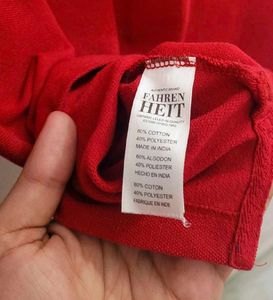 AUTHENTIC BRAND
FAHREN
HEIT
60% COTTON
40% POLYESTER
MADE IN INDIA
60% ALGODON
40% POLIESTER
HECHO EN INDIA
60% COTON
40% POLYESTER
FABRIQUE EN INDE